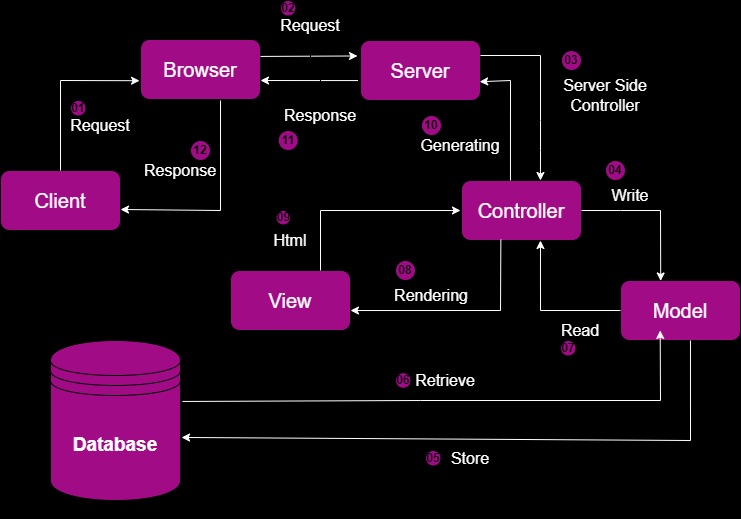 02
Request
Browser
Server
03
Server Side
Controller
01
Request
Response
10
Generating
11
12
Response
04
Write
Client
Controller
09
Html
08
Rendering
View
Model
Read
07
06 Retrieve
Database
05 Store